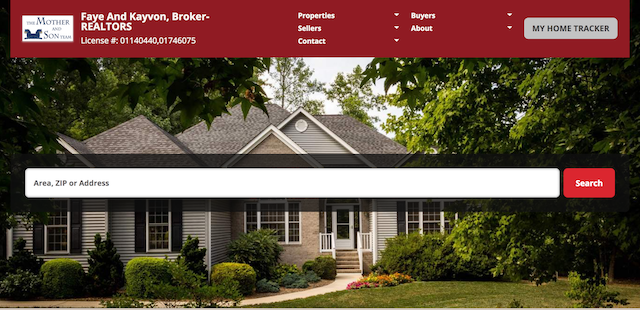 THE MOTHER
AND
SON TEAM
Faye And Kayvon, Broker-
REALTORS
License #: 01140440,01746075
Properties
Buyers
Sellers
About
Contact
MY HOME TRACKER
Area, ZIP or Address
Search